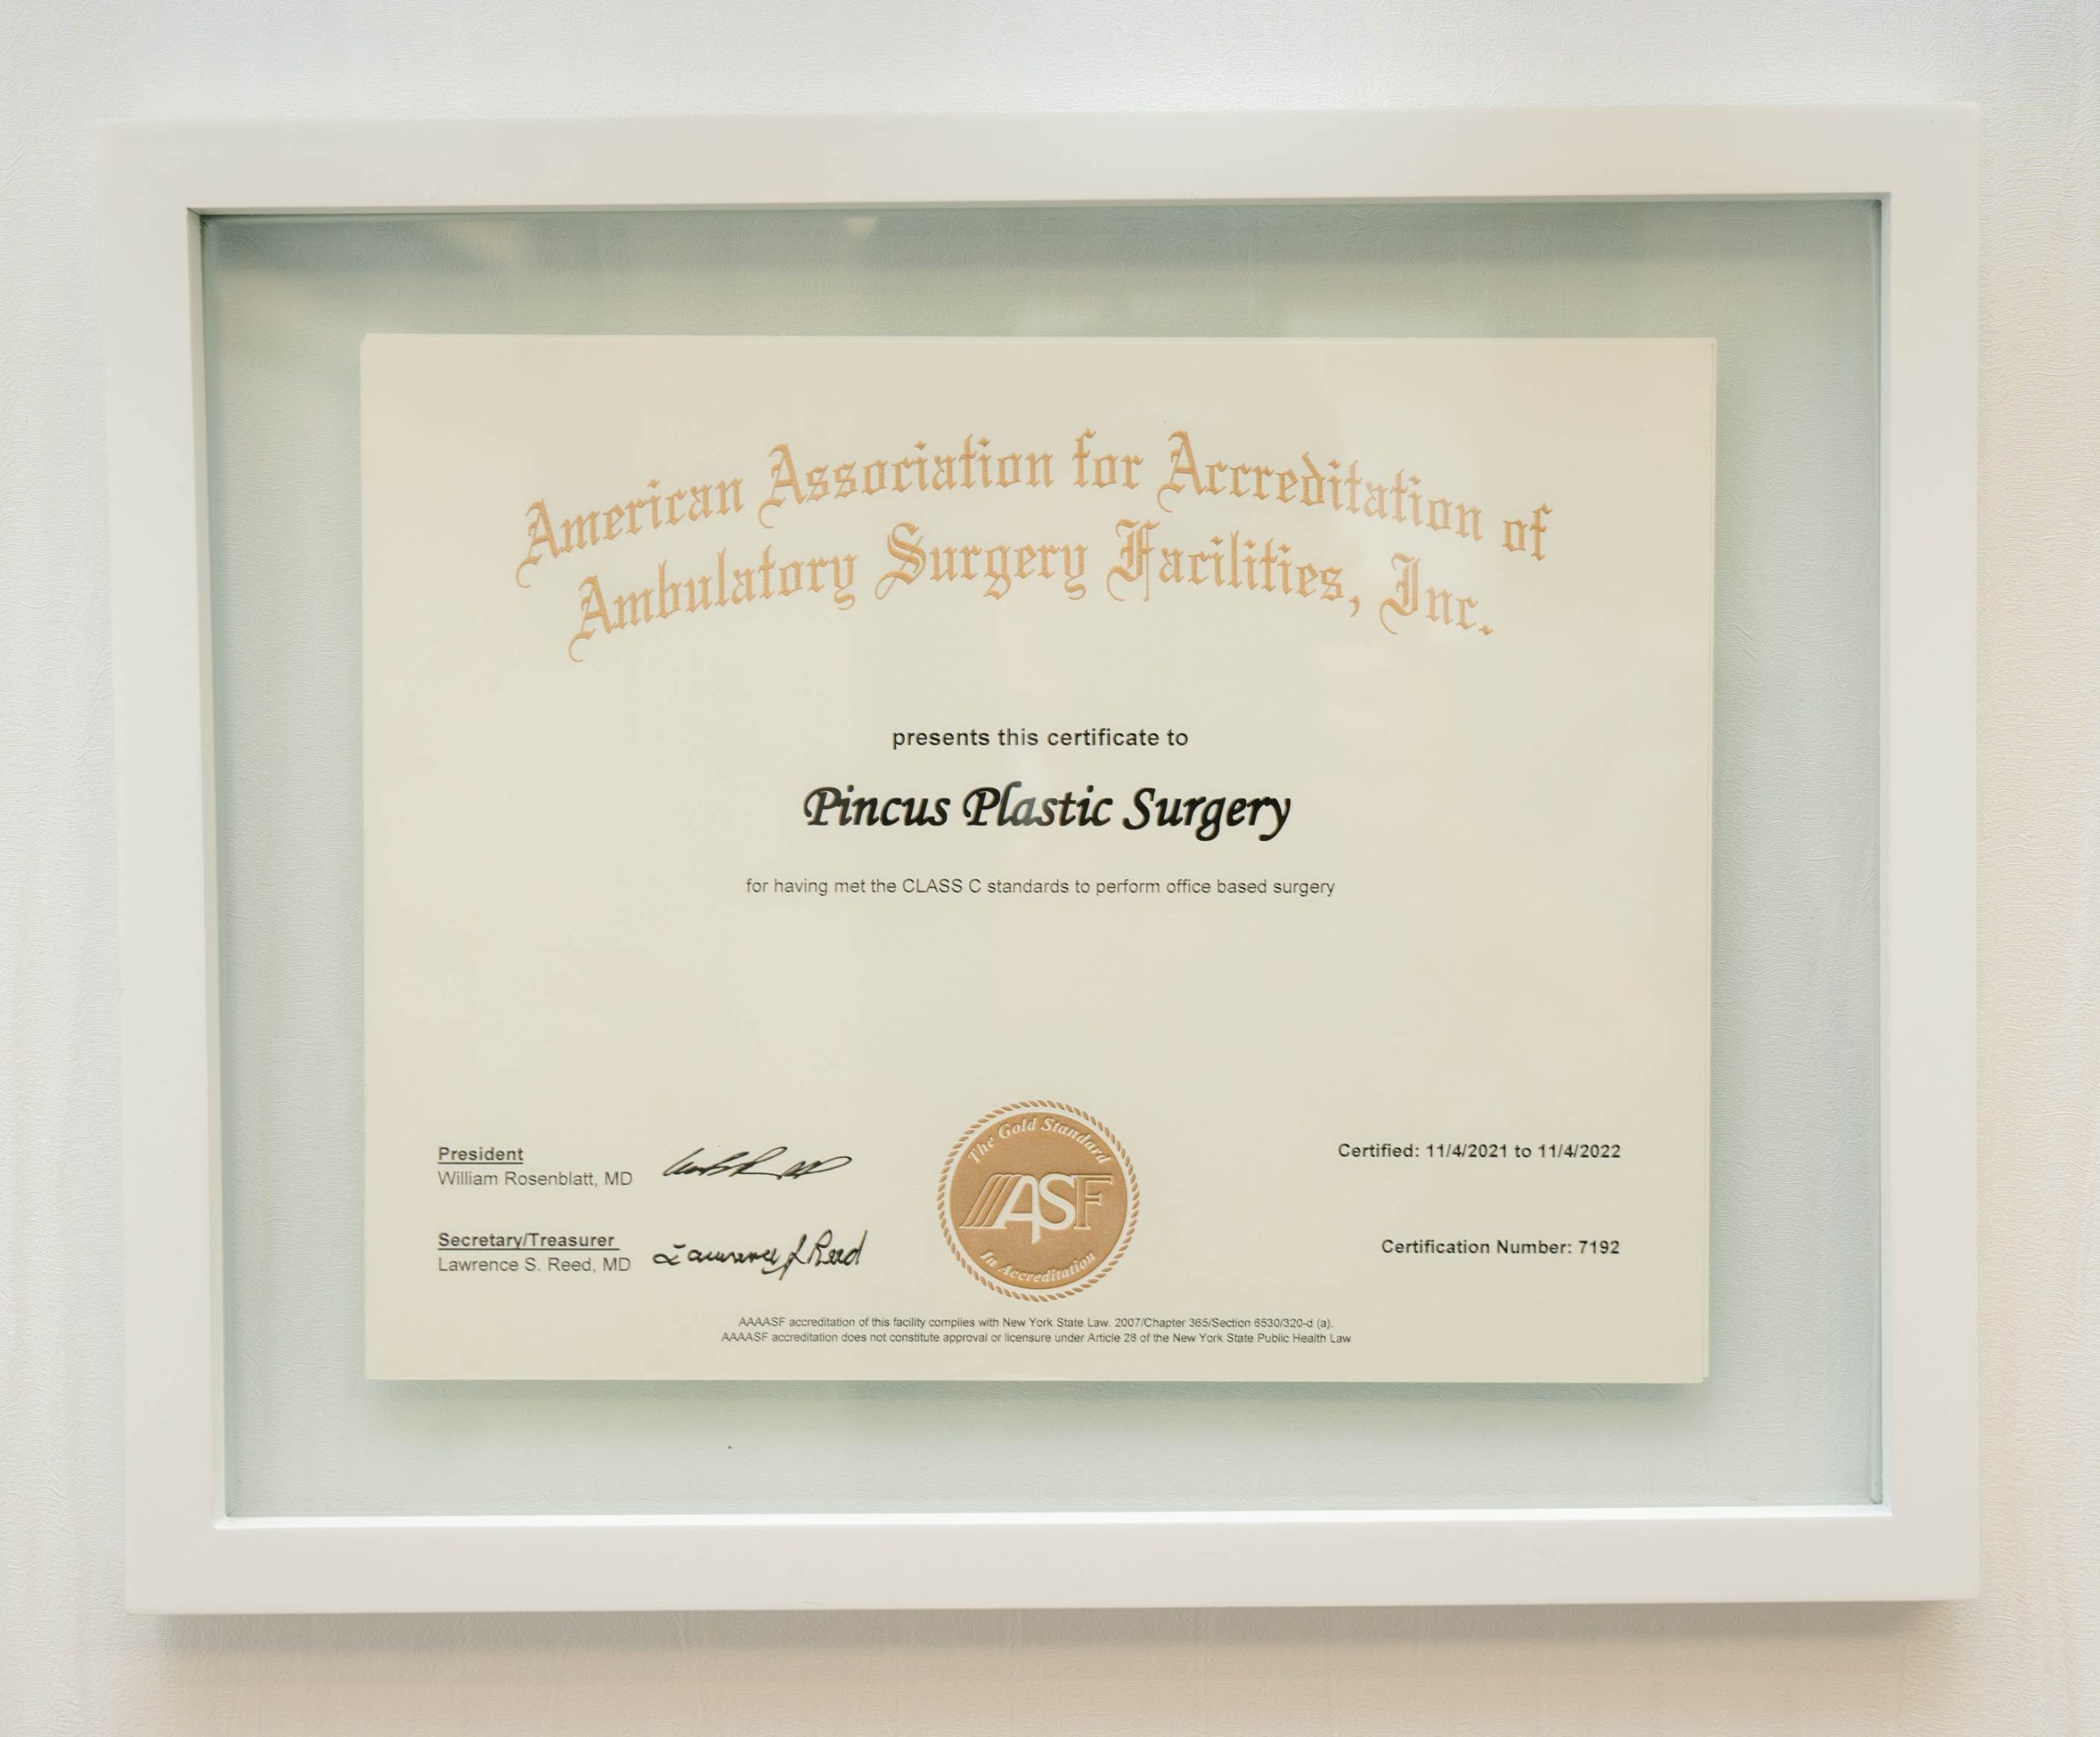 American Association for Accreditation of
Ambulatory Surgery Facilities, Inc.
presents this certificate to
Pincus Plastic Surgery
for having met the CLASS C standards to perform office based surgery
President
William Rosenblatt, MD
Secretary/Treasurer
Lawrence S. Reed, MD
Lawrence S Reed
The Gold Standard
AAAASF
In Accreditation
Certified: 11/4/2021 to 11/4/2022
Certification Number: 7192
AAAASF accreditation of this facility complies with New York State Law. 2007/Chapter 365/Section 6530/320-d (a).
AAAASF accreditation does not constitute approval or licensure under Article 28 of the New York State Public Health Law